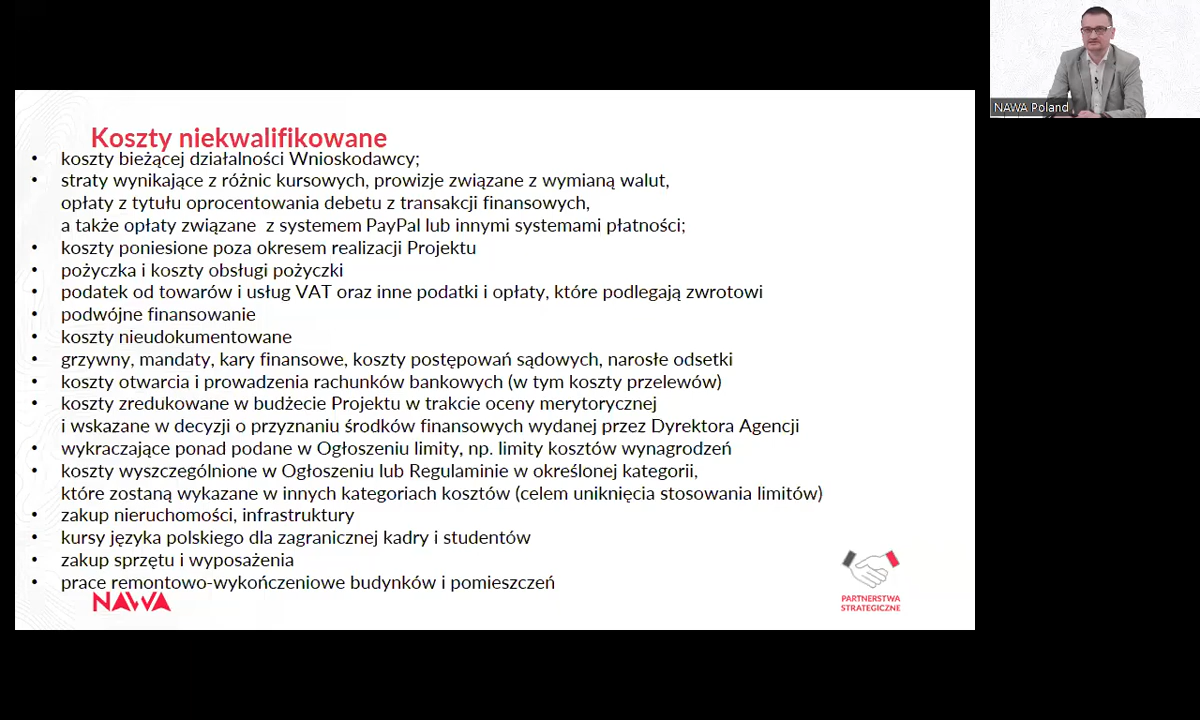 Koszty niekwalifikowane
• koszty bieżącej działalności Wnioskodawcy;
• straty wynikające z różnic kursowych, prowizje związane z wymianą walut,
opłaty z tytułu oprocentowania debetu z transakcji finansowych,
a także opłaty związane z systemem PayPal lub innymi systemami płatności;
• koszty poniesione poza okresem realizacji Projektu
• pożyczka i koszty obsługi pożyczki
• podatek od towarów i usług VAT oraz inne podatki i opłaty, które podlegają zwrotowi
• podwójne finansowanie
• koszty nieudokumentowane
• grzywny, mandaty, kary finansowe, koszty postępowań sądowych, narosłe odsetki
• koszty otwarcia i prowadzenia rachunków bankowych (w tym koszty przelewów)
• koszty zredukowane w budżecie Projektu w trakcie oceny merytorycznej
i wskazane w decyzji o przyznaniu środków finansowych wydanej przez Dyrektora Agencji
• wykraczające ponad podane w Ogłoszeniu limity, np. limity kosztów wynagrodzeń
• koszty wyszczególnione w Ogłoszeniu lub Regulaminie w określonej kategorii,
które zostaną wykazane w innych kategoriach kosztów (celem uniknięcia stosowania limitów)
• zakup nieruchomości, infrastruktury
• kursy języka polskiego dla zagranicznej kadry i studentów
• zakup sprzętu i wyposażenia
• prace remontowo-wykończeniowe budynków i pomieszczeń
NAWA
PARTNERSTWA
STRATEGICZNE
NAWA Poland